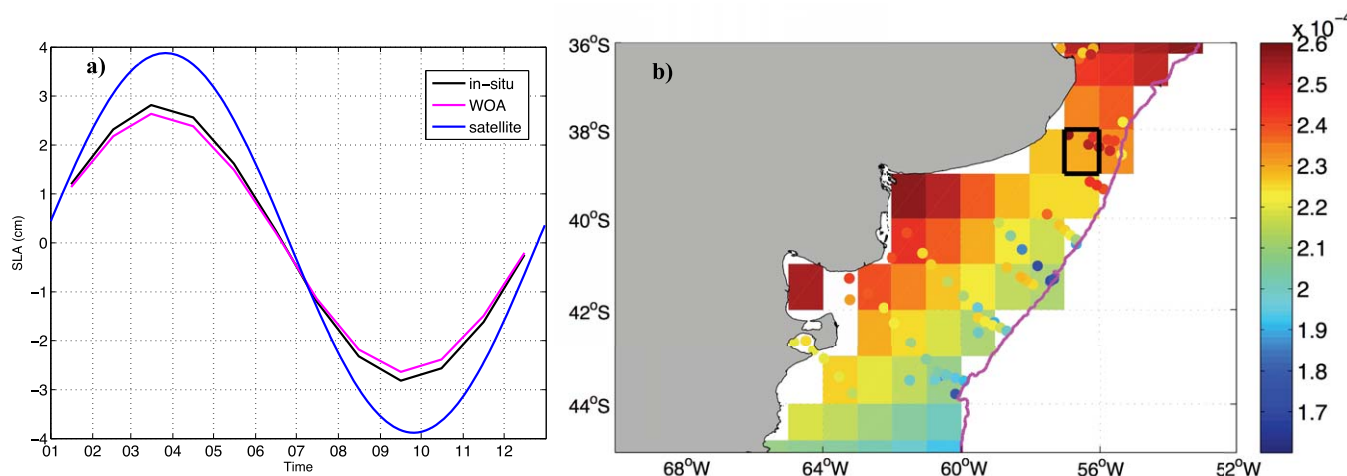 a)
in-situ
WOA
satellite
4
3
2
1
0
−1
−2
−3
−4
SLA (cm)
01 02 03 04 05 06 07 08 09 10 11 12
Time
b)
36°S
38°S
40°S
42°S
44°S
68°W 64°W 60°W 56°W 52°W
x 10⁻⁴
2.6
2.5
2.4
2.3
2.2
2.1
2
1.9
1.8
1.7